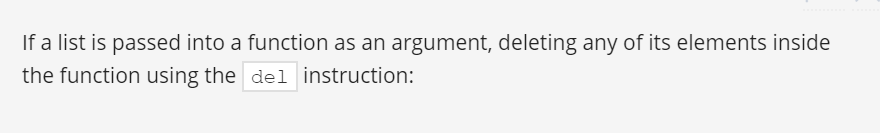 If a list is passed into a function as an argument, deleting any of its elements inside
the function using the del instruction: